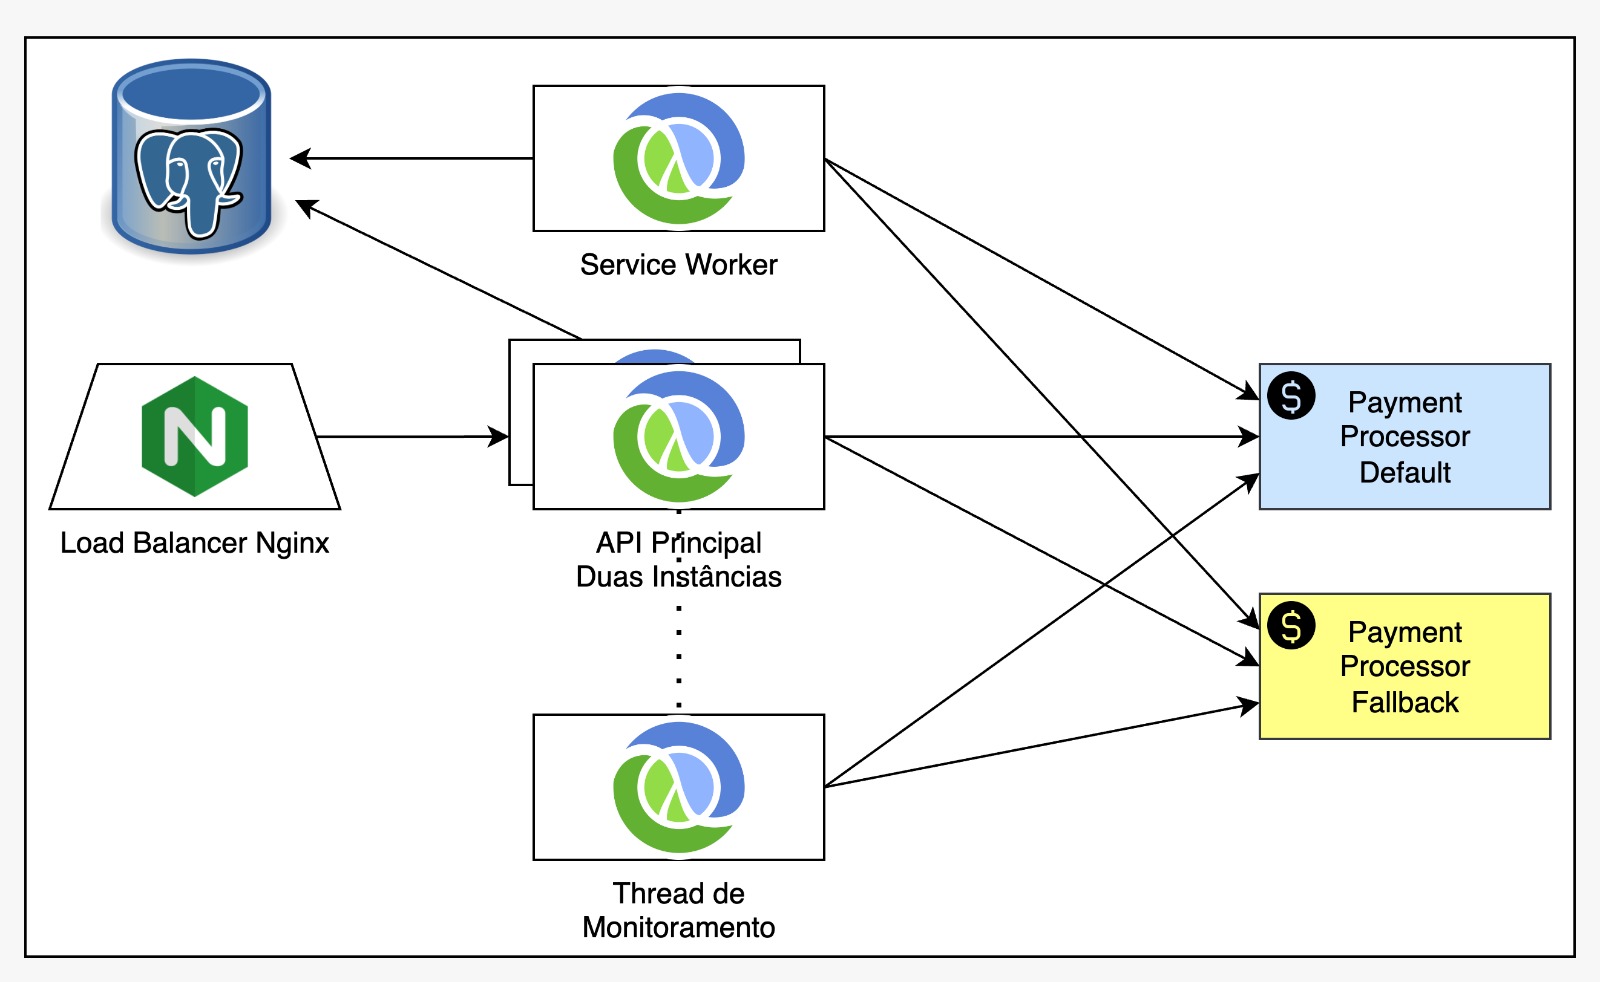 Service Worker
N
Load Balancer Nginx
API Principal
Duas Instâncias
$
Payment
Processor
Default
$
Payment
Processor
Fallback
Thread de
Monitoramento